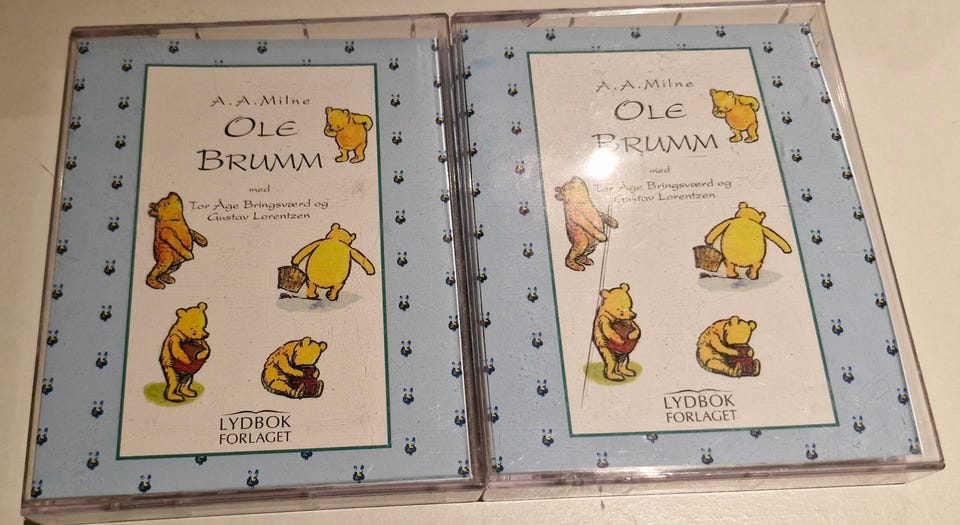 A.A.Milne
OLE
BRUMM
med
Tor Åge Bringsværd og
Gustav Lorentzen
LYDBOK
FORLAGET
A.A.Milne
OLE
BRUMM
med
Tor Åge Bringsværd og
Gustav Lorentzen
LYDBOK
FORLAGET